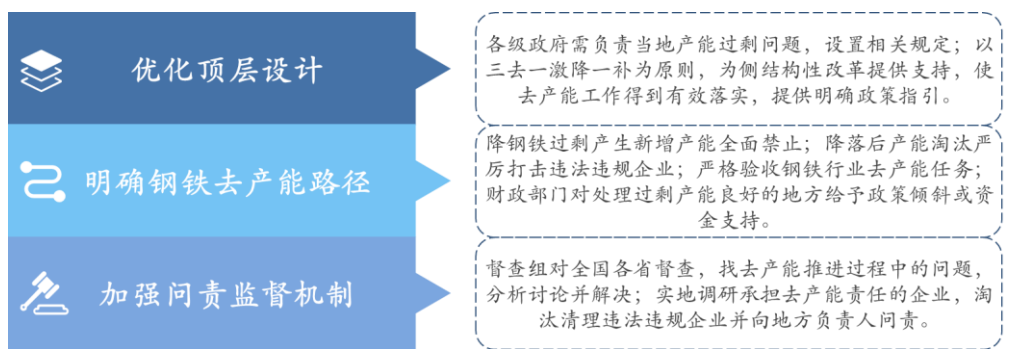 优化顶层设计
各级政府需负责当地产能过剩问题，设置相关规定；以
三去一激降一补为原则，为侧结构性改革提供支持，使
去产能工作得到有效落实，提供明确政策指引。
明确钢铁去产能路径
降钢铁过剩产生新增产能全面禁止；降落后产能淘汰严
厉打击违法违规企业；严格验收钢铁行业去产能任务；
财政部门对处理过剩产能良好的地方给予政策倾斜或资
金支持。
加强问责监督机制
督查组对全国各省督查，找去产能推进过程中的问题，
分析讨论并解决；实地调研承担去产能责任的企业，淘
汰清理违法违规企业并向地方负责人问责。